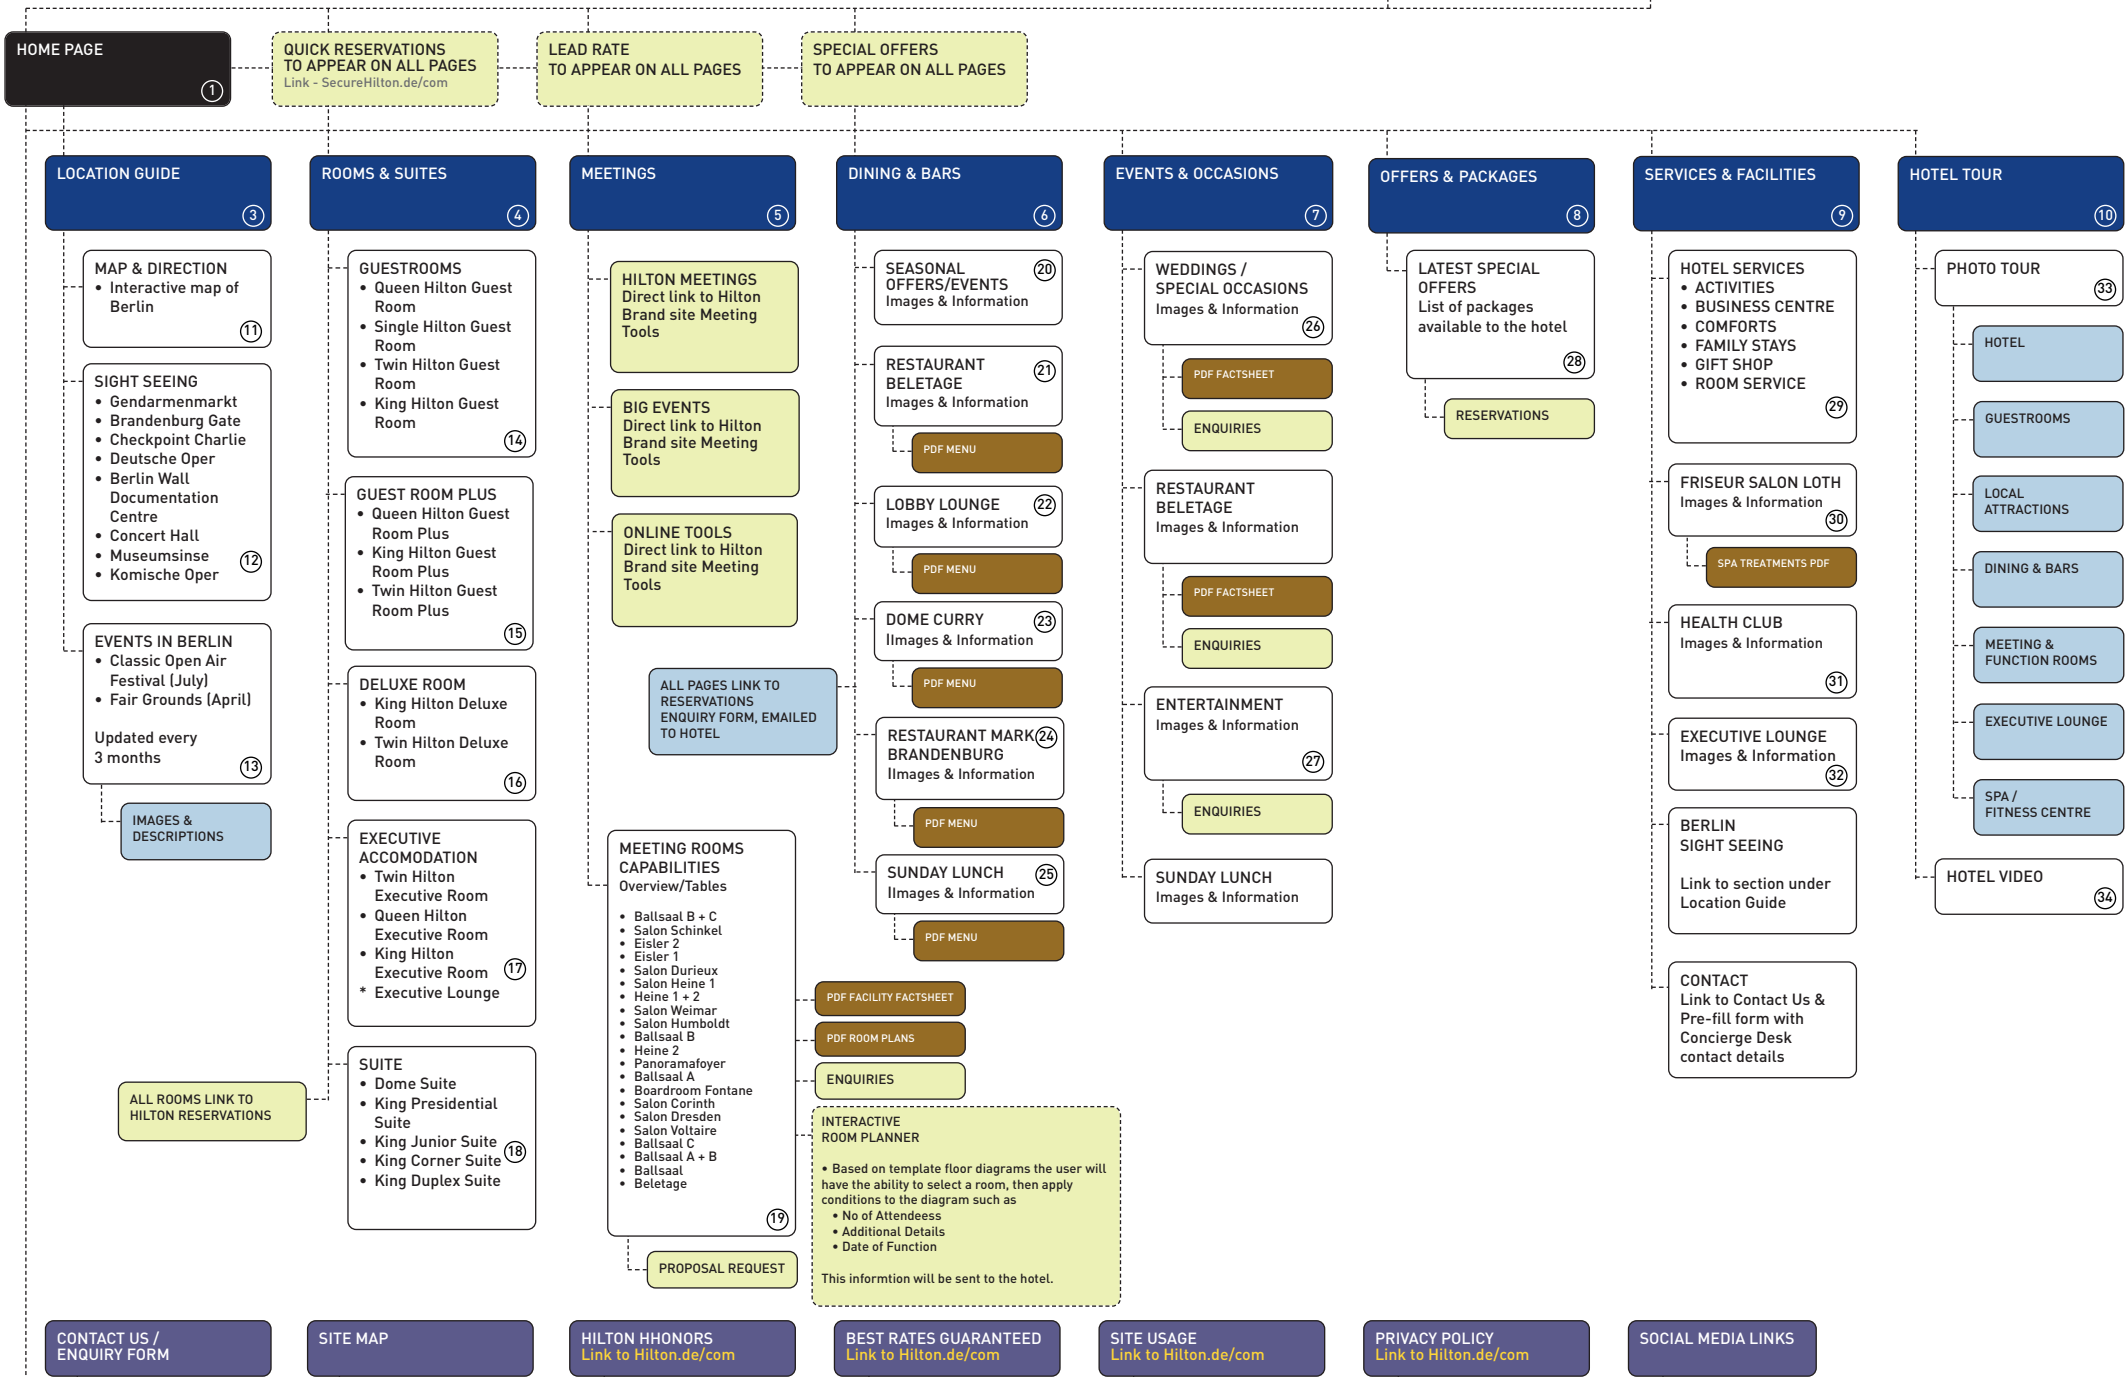 HOME PAGE
1
QUICK RESERVATIONS
TO APPEAR ON ALL PAGES
Link - SecureHilton.de/com
LEAD RATE
TO APPEAR ON ALL PAGES
SPECIAL OFFERS
TO APPEAR ON ALL PAGES
LOCATION GUIDE
3
MAP & DIRECTION
• Interactive map of
Berlin
11
SIGHT SEEING
• Gendarmenmarkt
• Brandenburg Gate
• Checkpoint Charlie
• Deutsche Oper
• Berlin Wall
Documentation
Centre
• Concert Hall
• Museumsinse
• Komische Oper
12
EVENTS IN BERLIN
• Classic Open Air
Festival (July)
• Fair Grounds (April)
Updated every
3 months
13
IMAGES &
DESCRIPTIONS
ROOMS & SUITES
4
GUESTROOMS
• Queen Hilton Guest
Room
• Single Hilton Guest
Room
• Twin Hilton Guest
Room
• King Hilton Guest
Room
14
GUEST ROOM PLUS
• Queen Hilton Guest
Room Plus
• King Hilton Guest
Room Plus
• Twin Hilton Guest
Room Plus
15
DELUXE ROOM
• King Hilton Deluxe
Room
• Twin Hilton Deluxe
Room
16
EXECUTIVE
ACCOMODATION
• Twin Hilton
Executive Room
• Queen Hilton
Executive Room
• King Hilton
Executive Room
* Executive Lounge
17
SUITE
• Dome Suite
• King Presidential
Suite
• King Junior Suite
• King Corner Suite
• King Duplex Suite
18
ALL ROOMS LINK TO
HILTON RESERVATIONS
MEETINGS
5
HILTON MEETINGS
Direct link to Hilton
Brand site Meeting
Tools
BIG EVENTS
Direct link to Hilton
Brand site Meeting
Tools
ONLINE TOOLS
Direct link to Hilton
Brand site Meeting
Tools
MEETING ROOMS
CAPABILITIES
Overview/Tables
• Ballsaal B + C
• Salon Schinkel
• Eisler 2
• Eisler 1
• Salon Durieux
• Salon Heine 1
• Heine 1 + 2
• Salon Weimar
• Salon Humboldt
• Ballsaal B
• Heine 2
• Panoramafoyer
• Ballsaal A
• Boardroom Fontane
• Salon Corinth
• Salon Dresden
• Salon Voltaire
• Ballsaal C
• Ballsaal A + B
• Ballsaal
• Beletage
19
PROPOSAL REQUEST
PDF FACILITY FACTSHEET
PDF ROOM PLANS
ENQUIRIES
INTERACTIVE
ROOM PLANNER
• Based on template floor diagrams the user will
have the ability to select a room, then apply
conditions to the diagram such as
• No of Attendeess
• Additional Details
• Date of Function
This informtion will be sent to the hotel.
DINING & BARS
6
SEASONAL
OFFERS/EVENTS
Images & Information
20
RESTAURANT
BELETAGE
Images & Information
21
PDF MENU
LOBBY LOUNGE
Images & Information
22
PDF MENU
DOME CURRY
IImages & Information
23
PDF MENU
ALL PAGES LINK TO
RESERVATIONS
ENQUIRY FORM, EMAILED
TO HOTEL
RESTAURANT MARK
BRANDENBURG
IImages & Information
24
PDF MENU
SUNDAY LUNCH
IImages & Information
25
PDF MENU
EVENTS & OCCASIONS
7
WEDDINGS /
SPECIAL OCCASIONS
Images & Information
26
PDF FACTSHEET
ENQUIRIES
RESTAURANT
BELETAGE
Images & Information
PDF FACTSHEET
ENQUIRIES
ENTERTAINMENT
Images & Information
27
ENQUIRIES
SUNDAY LUNCH
Images & Information
OFFERS & PACKAGES
8
LATEST SPECIAL
OFFERS
List of packages
available to the hotel
28
RESERVATIONS
SERVICES & FACILITIES
9
HOTEL SERVICES
• ACTIVITIES
• BUSINESS CENTRE
• COMFORTS
• FAMILY STAYS
• GIFT SHOP
• ROOM SERVICE
29
FRISEUR SALON LOTH
Images & Information
30
SPA TREATMENTS PDF
HEALTH CLUB
Images & Information
31
EXECUTIVE LOUNGE
Images & Information
32
BERLIN
SIGHT SEEING
Link to section under
Location Guide
CONTACT
Link to Contact Us &
Pre-fill form with
Concierge Desk
contact details
HOTEL TOUR
10
PHOTO TOUR
33
HOTEL
GUESTROOMS
LOCAL
ATTRACTIONS
DINING & BARS
MEETING &
FUNCTION ROOMS
EXECUTIVE LOUNGE
SPA /
FITNESS CENTRE
HOTEL VIDEO
34
CONTACT US /
ENQUIRY FORM
SITE MAP
HILTON HHONORS
Link to Hilton.de/com
BEST RATES GUARANTEED
Link to Hilton.de/com
SITE USAGE
Link to Hilton.de/com
PRIVACY POLICY
Link to Hilton.de/com
SOCIAL MEDIA LINKS